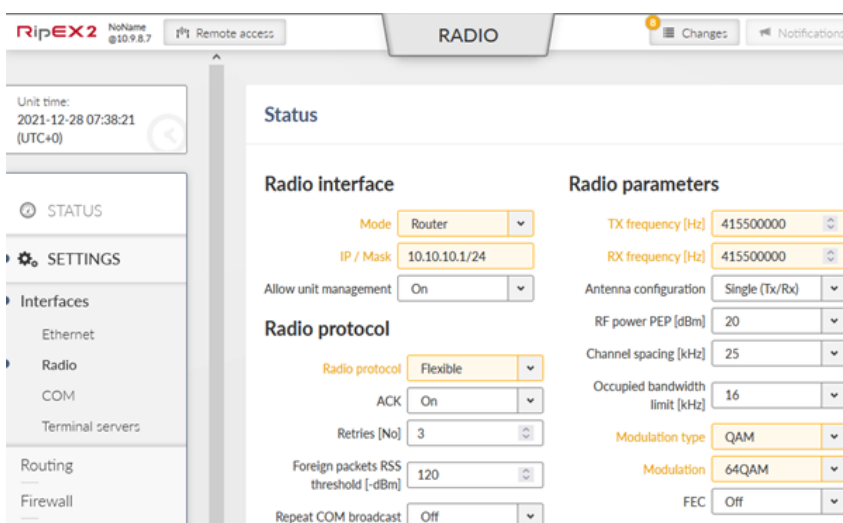 RipEX2 NoName @10.9.8.7 Remote access RADIO 8 Changes Notifications
Unit time:
2021-12-28 07:38:21
(UTC+0)
STATUS
SETTINGS
Interfaces
Ethernet
Radio
COM
Terminal servers
Routing
Firewall
Status
Radio interface
Mode Router
IP / Mask 10.10.10.1/24
Allow unit management On
Radio protocol
Radio protocol Flexible
ACK On
Retries [No] 3
Foreign packets RSS
threshold [-dBm] 120
Repeat COM broadcast Off
Radio parameters
TX frequency [Hz] 415500000
RX frequency [Hz] 415500000
Antenna configuration Single (Tx/Rx)
RF power PEP [dBm] 20
Channel spacing [kHz] 25
Occupied bandwidth
limit [kHz] 16
Modulation type QAM
Modulation 64QAM
FEC Off